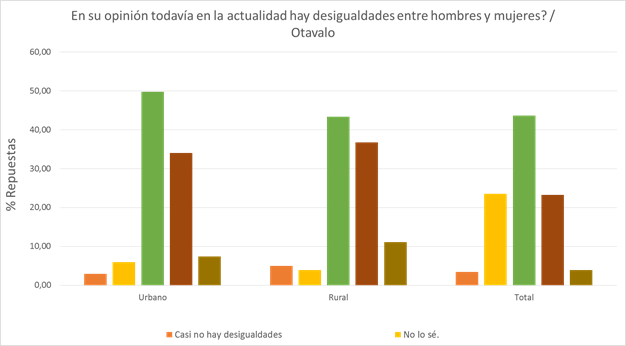 En su opinión todavía en la actualidad hay desigualdades entre hombres y mujeres? /
Otavalo
% Repuestas
60,00
50,00
40,00
30,00
20,00
10,00
0,00
Urbano
Rural
Total
Casi no hay desigualdades
No lo sé.